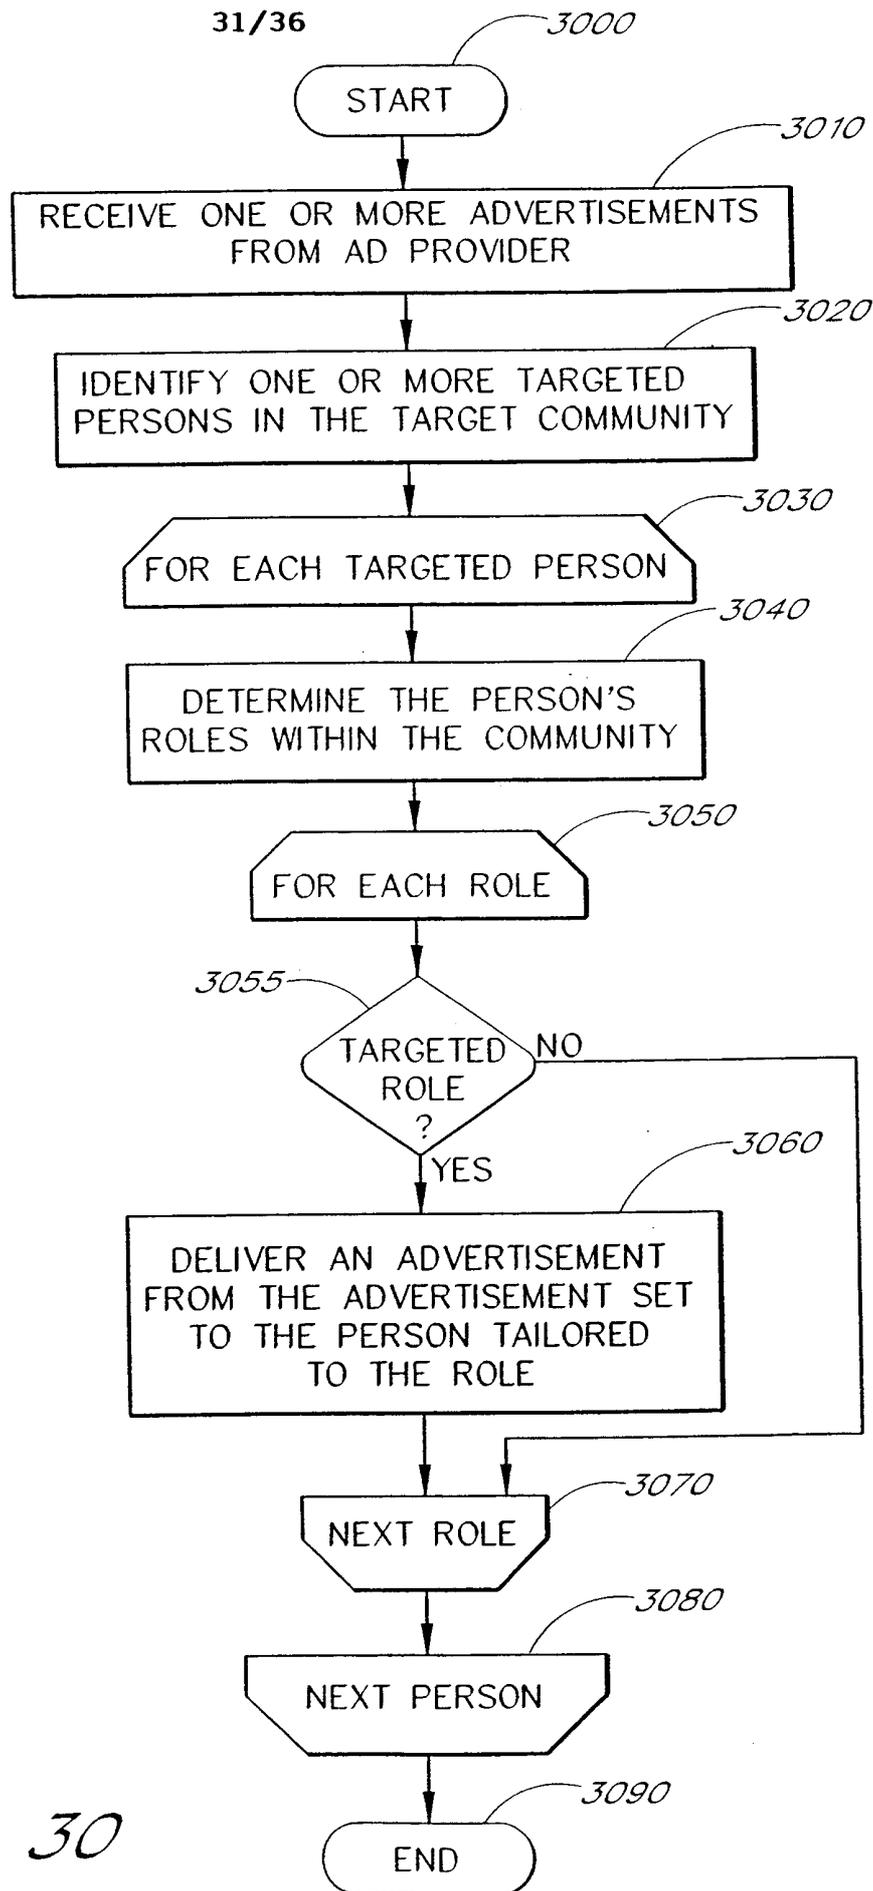 31/36
3000
START
3010
RECEIVE ONE OR MORE ADVERTISEMENTS
FROM AD PROVIDER
3020
IDENTIFY ONE OR MORE TARGETED
PERSONS IN THE TARGET COMMUNITY
3030
FOR EACH TARGETED PERSON
3040
DETERMINE THE PERSON'S
ROLES WITHIN THE COMMUNITY
3050
FOR EACH ROLE
3055
TARGETED
ROLE
?
NO
YES
3060
DELIVER AN ADVERTISEMENT
FROM THE ADVERTISEMENT SET
TO THE PERSON TAILORED
TO THE ROLE
3070
NEXT ROLE
3080
NEXT PERSON
3090
END
30